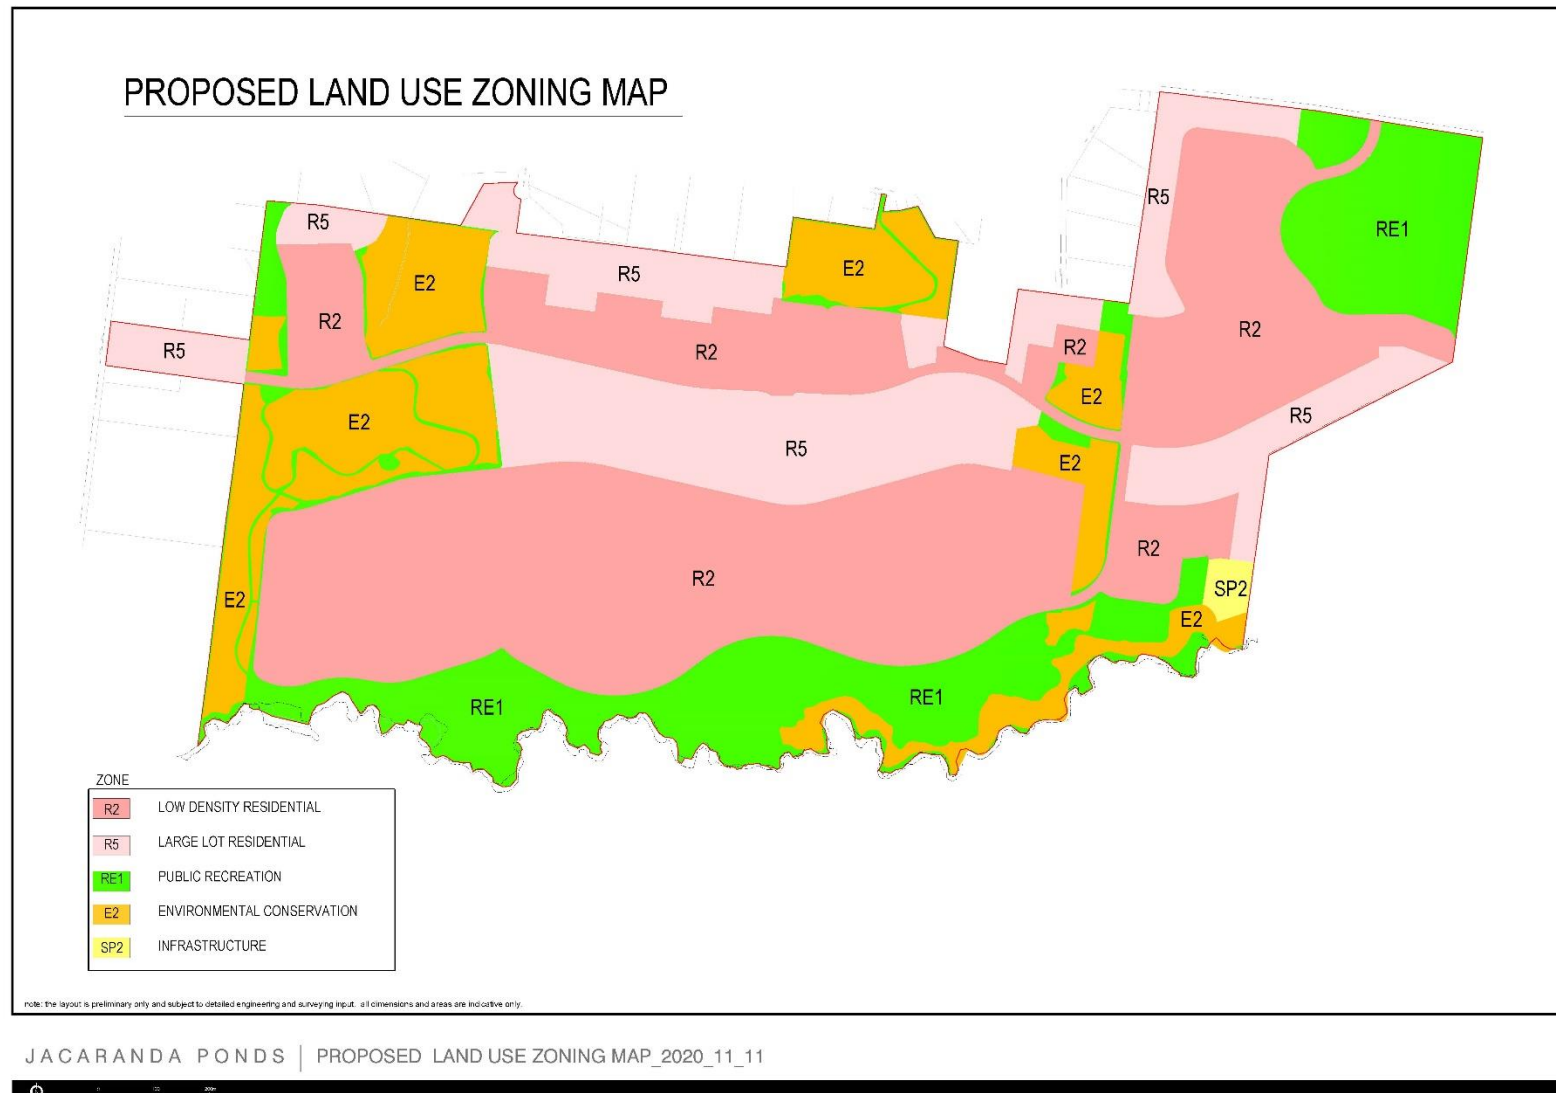 PROPOSED LAND USE ZONING MAP
R5
R5
RE1
E2
E2
R5
R2
R2
R2
R2
R5
E2
R5
E2
R5
E2
R2
R2
E2
SP2
E2
RE1
RE1
ZONE
R2 LOW DENSITY RESIDENTIAL
R5 LARGE LOT RESIDENTIAL
RE1 PUBLIC RECREATION
E2 ENVIRONMENTAL CONSERVATION
SP2 INFRASTRUCTURE
note: the layout is preliminary only and subject to detailed engineering and surveying input. all dimensions and areas are indicative only.
JACARANDA PONDS | PROPOSED LAND USE ZONING MAP_2020_11_11